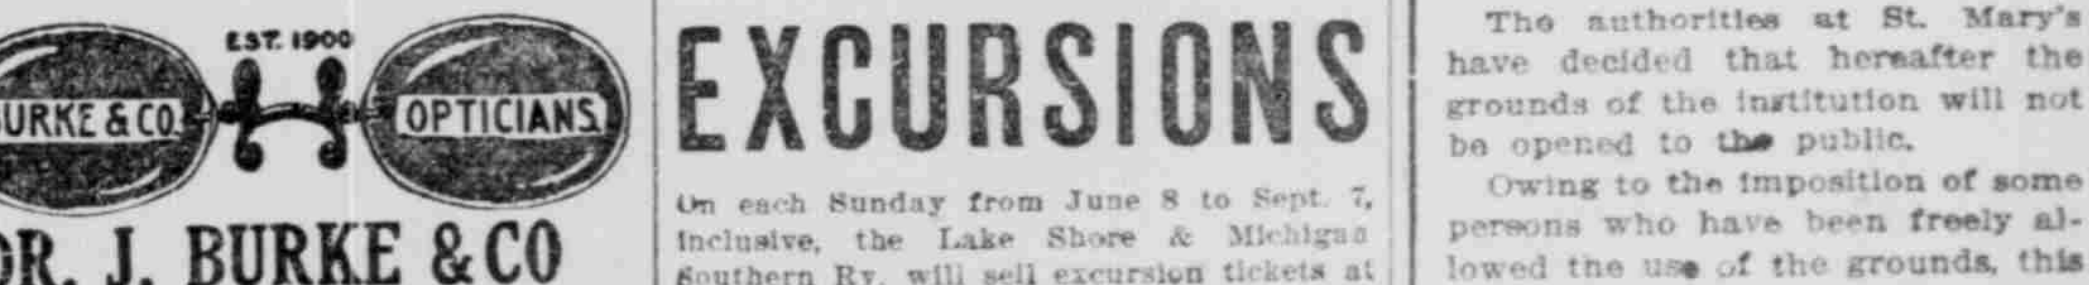 EST. 1900
BURKE & CO.
OPTICIANS
DR. J. BURKE & CO
EXCURSIONS
On each Sunday from June 8 to Sept. 7,
inclusive, the Lake Shore & Michigan
Southern Ry. will sell excursion tickets at
The authorities at St. Mary's
have decided that hereafter the
grounds of the institution will not
be opened to the public.
Owing to the imposition of some
persons who have been freely al-
lowed the use of the grounds, this